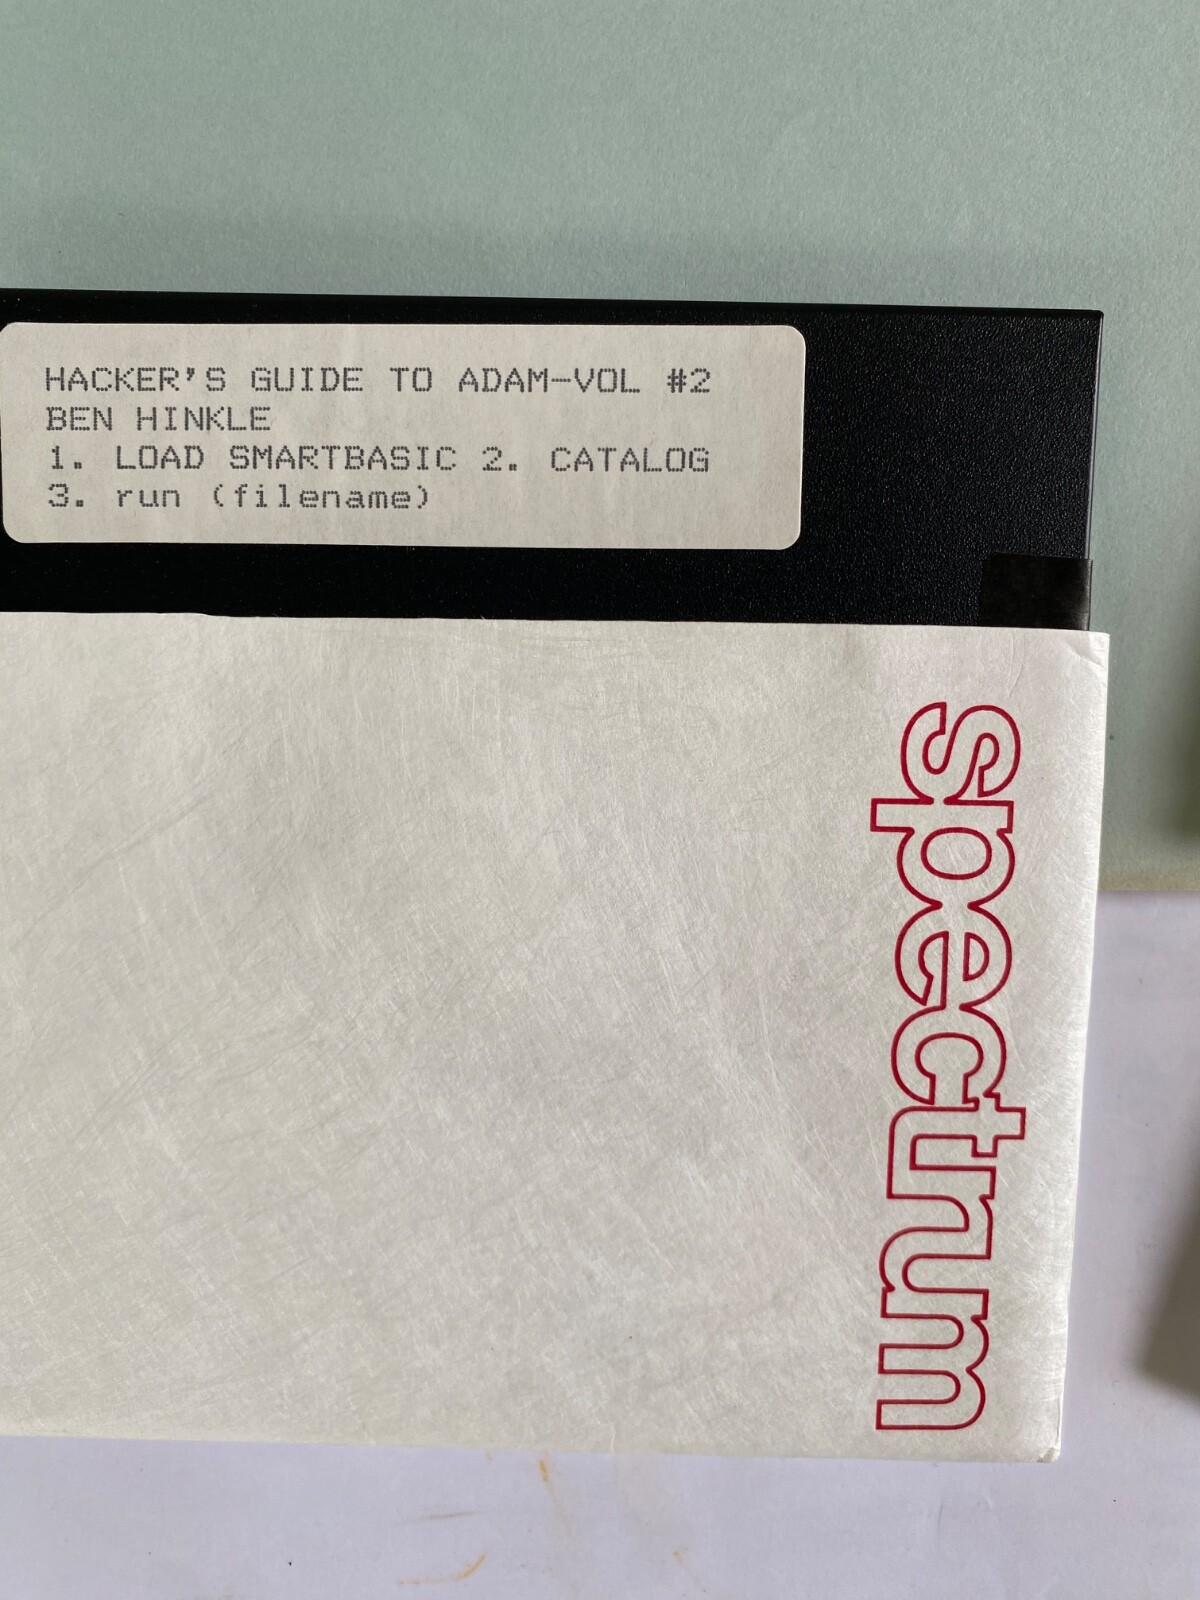 HACKER'S GUIDE TO ADAM-VOL #2
BEN HINKLE
1. LOAD SMARTBASIC 2. CATALOG
3. run (filename)
spectrum